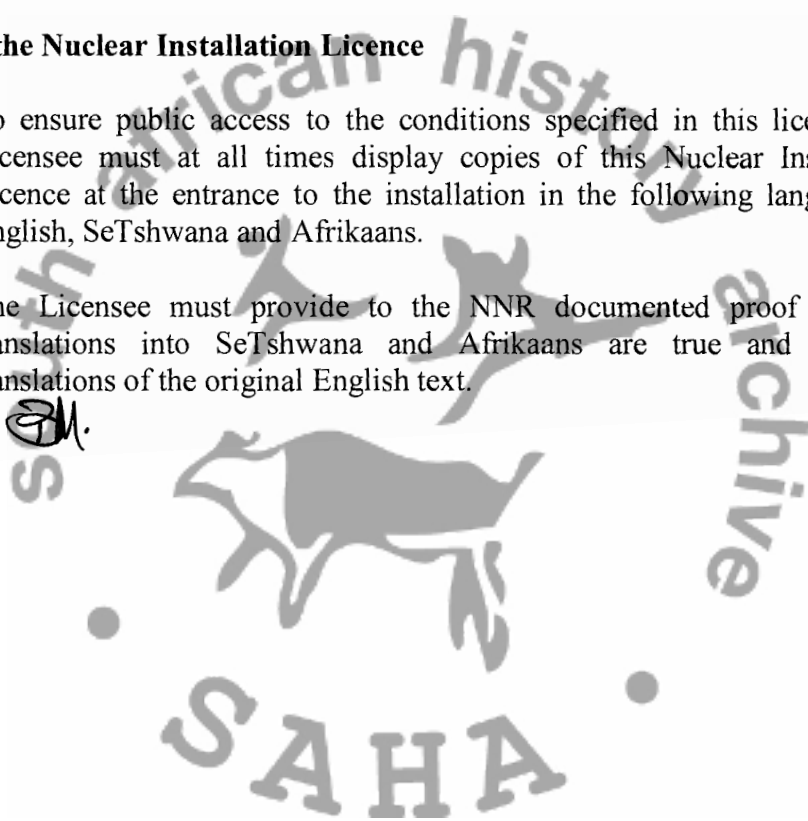 the Nuclear Installation Licence
o ensure public access to the conditions specified in this lice
icensee must at all times display copies of this Nuclear Ins
icence at the entrance to the installation in the following lang
nglish, SeTshwana and Afrikaans.
he Licensee must provide to the NNR documented proof
anslations into SeTshwana and Afrikaans are true and
anslations of the original English text.
south african history archive
SAHA